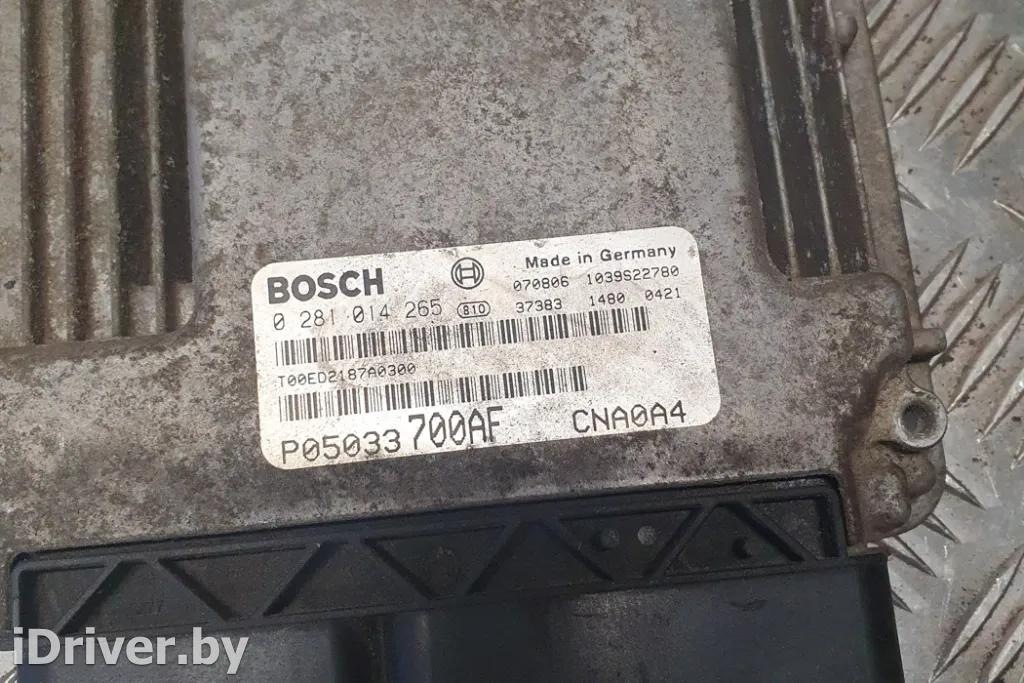 Made in Germany
BOSCH
070806 1039S22780
0 281 014 265 810 37383 1480 0421
T00ED2187A0300
P05033700AF CNA0A4
iDriver.by